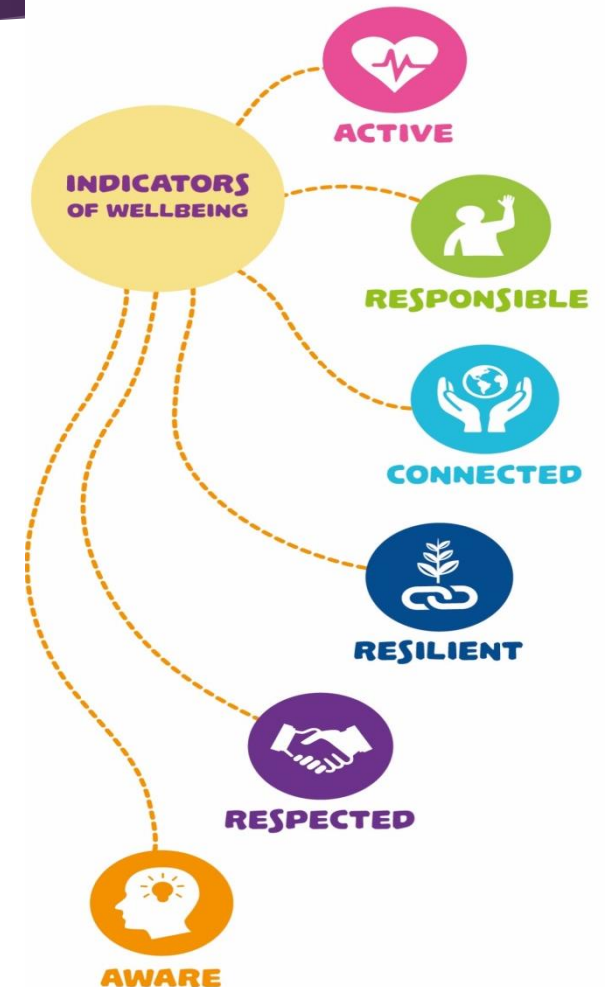 INDICATORS
OF WELLBEING
ACTIVE
RESPONSIBLE
CONNECTED
RESILIENT
RESPECTED
AWARE